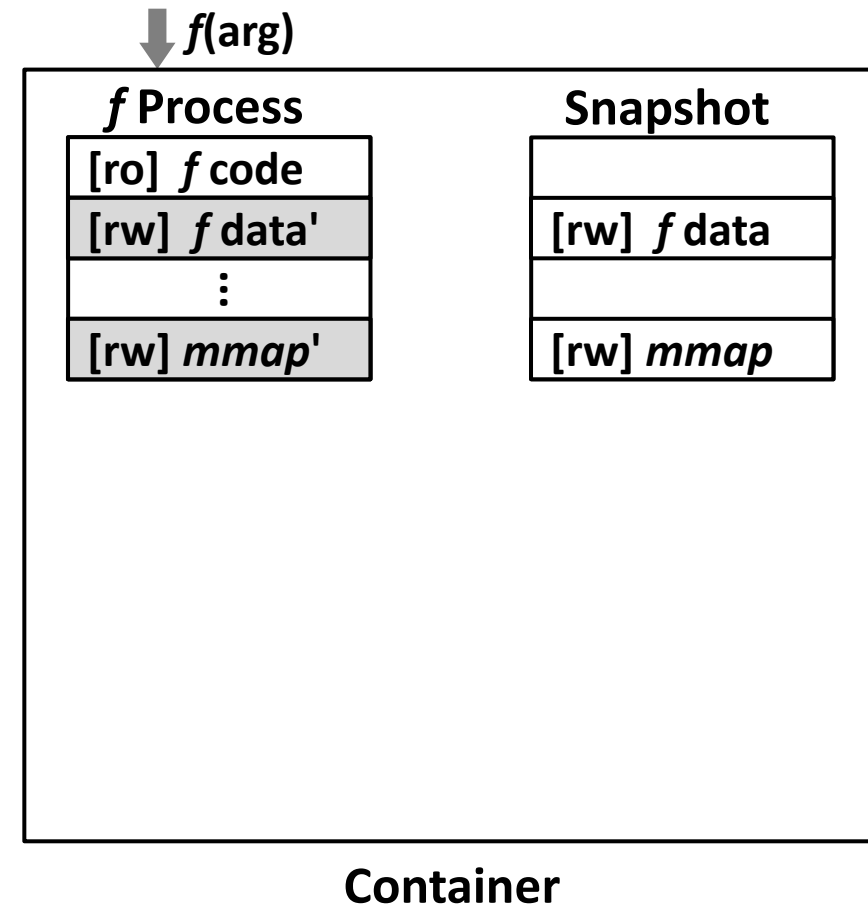 f(arg)
f Process
[ro] f code
[rw] f data'
⋮
[rw] mmap'
Snapshot
[rw] f data
[rw] mmap
Container